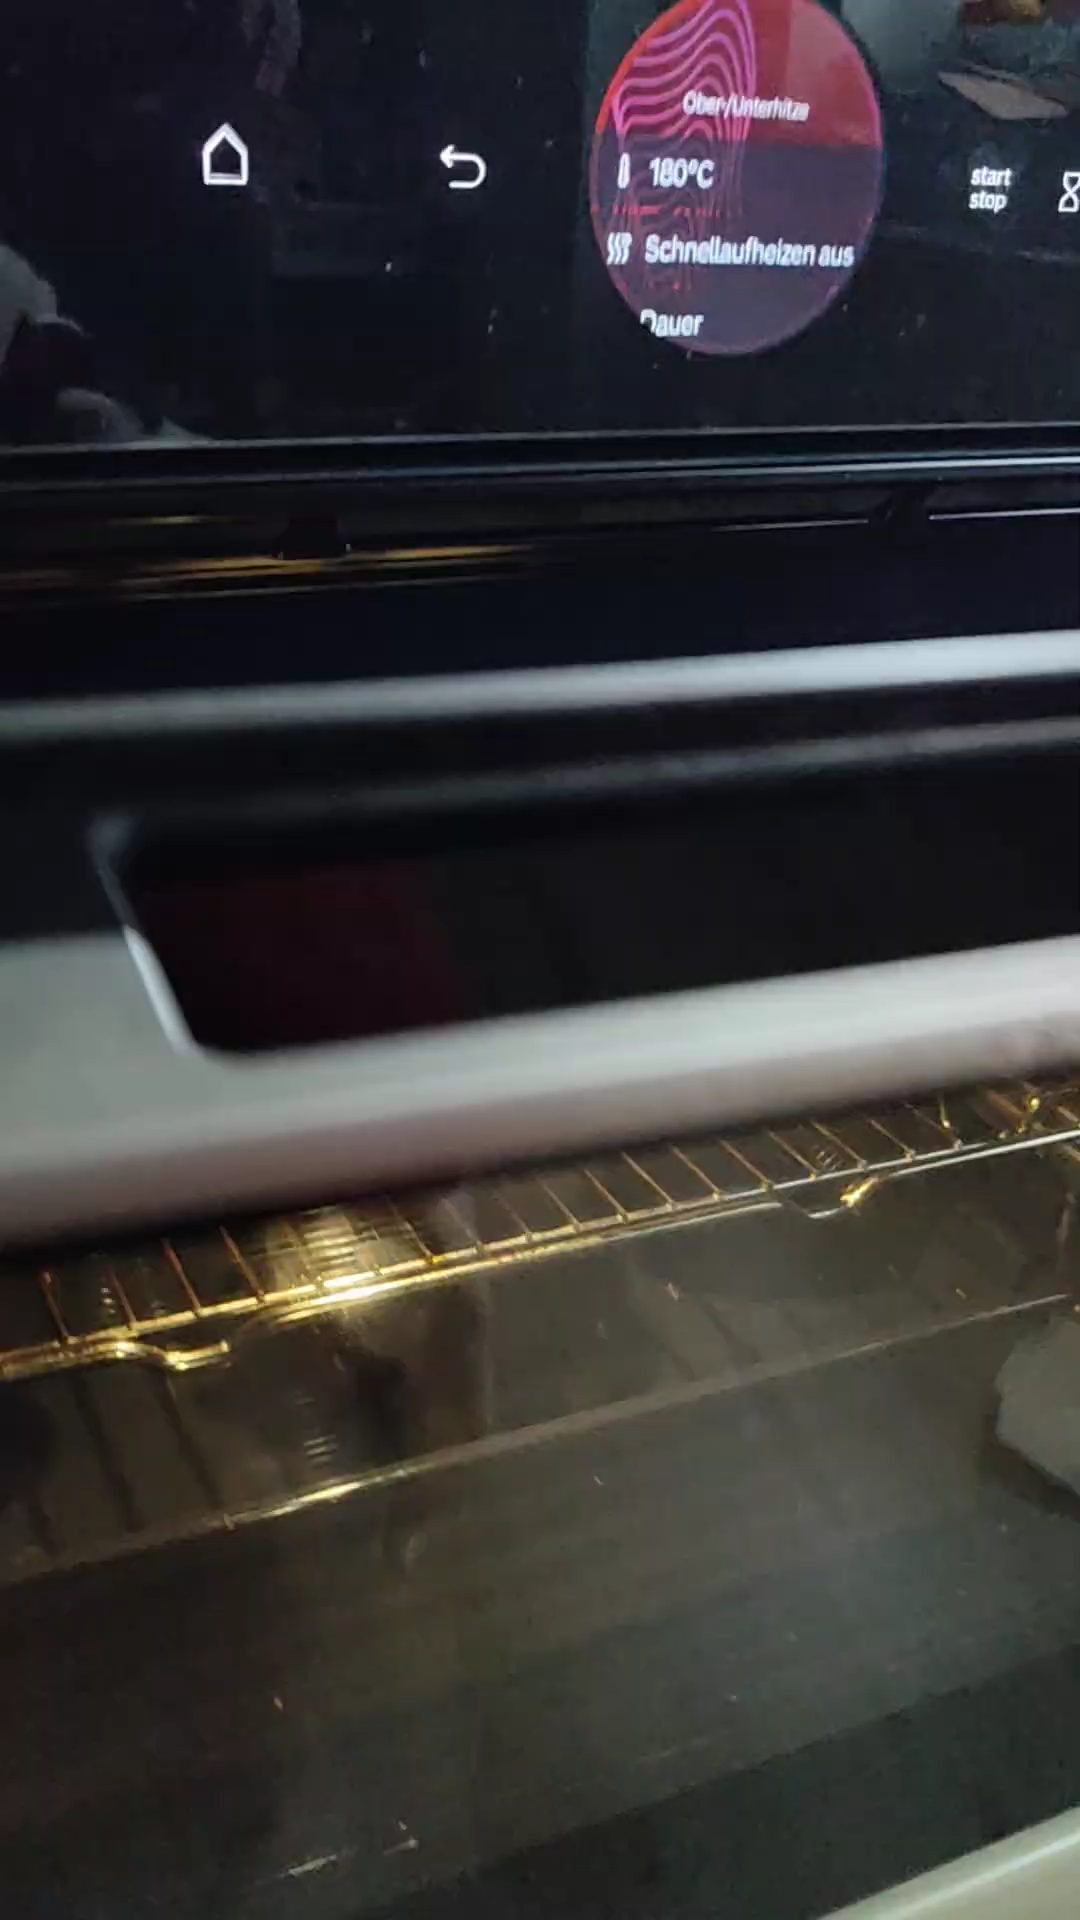 Ober-/Unterhitze
180°C
start
stop
Schnellaufheizen aus
Dauer